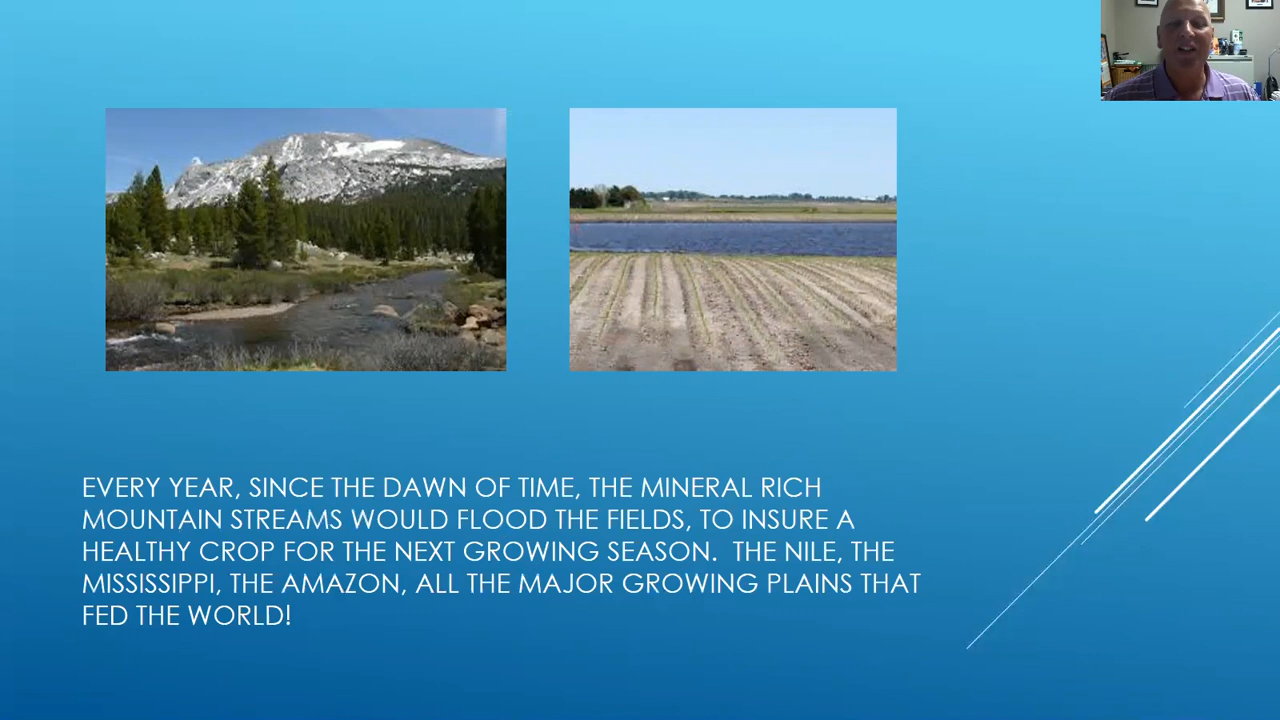 EVERY YEAR, SINCE THE DAWN OF TIME, THE MINERAL RICH
MOUNTAIN STREAMS WOULD FLOOD THE FIELDS, TO INSURE A
HEALTHY CROP FOR THE NEXT GROWING SEASON.  THE NILE, THE
MISSISSIPPI, THE AMAZON, ALL THE MAJOR GROWING PLAINS THAT
FED THE WORLD!